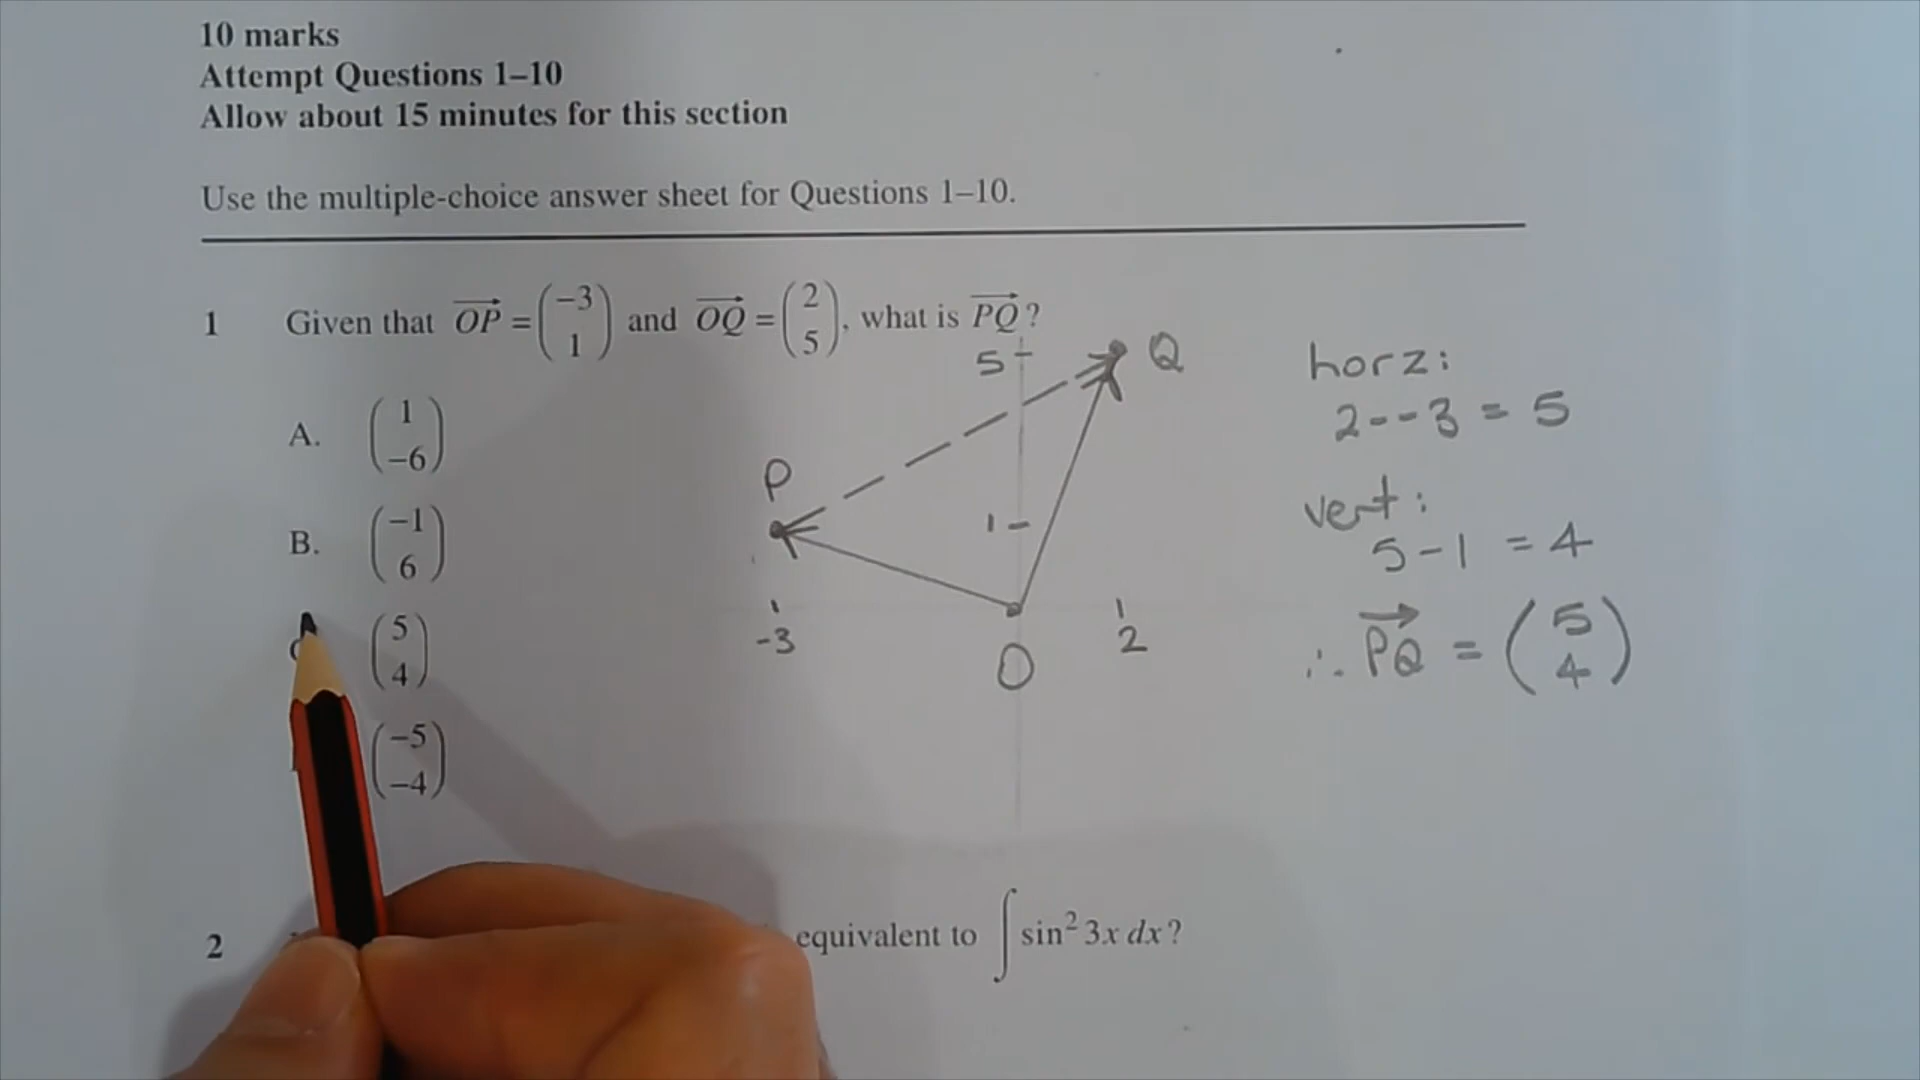 10 marks
Attempt Questions 1–10
Allow about 15 minutes for this section
Use the multiple-choice answer sheet for Questions 1–10.
1 Given that OP⃗ = (−3 1) and OQ⃗ = (2 5), what is PQ⃗ ?
A. (1 −6)
B. (−1 6)
(5 4)
(−5 −4)
5
Q
P
1
-3
O
2
horz:
2--3 = 5
vert:
5-1 = 4
∴ PQ⃗ = (5 4)
2 equivalent to ∫ sin² 3x dx?